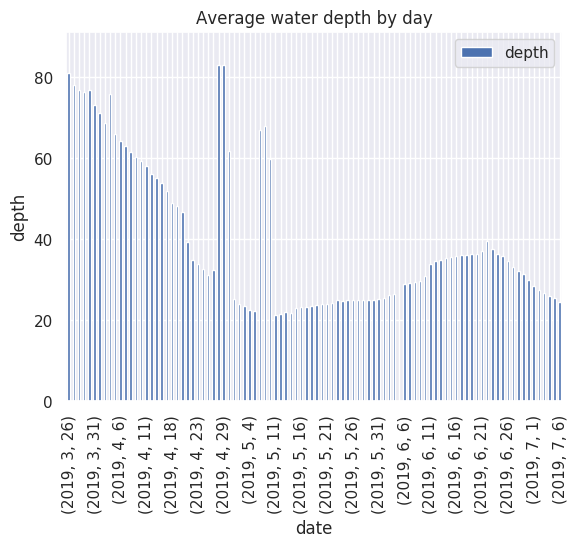 Average water depth by day
depth
80
60
40
20
0
depth
(2019, 3, 26)
(2019, 3, 31)
(2019, 4, 6)
(2019, 4, 11)
(2019, 4, 18)
(2019, 4, 23)
(2019, 4, 29)
(2019, 5, 4)
(2019, 5, 11)
(2019, 5, 16)
(2019, 5, 21)
(2019, 5, 26)
(2019, 5, 31)
(2019, 6, 6)
(2019, 6, 11)
(2019, 6, 16)
(2019, 6, 21)
(2019, 6, 26)
(2019, 7, 1)
(2019, 7, 6)
date